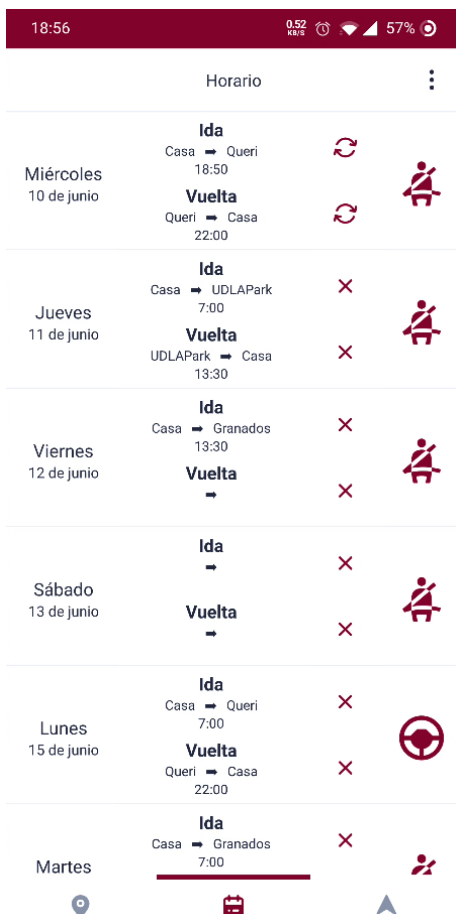 18:56 0.52 KB/S 57%
Horario
Miércoles
10 de junio
Ida
Casa ➡ Queri
18:50
Vuelta
Queri ➡ Casa
22:00
Jueves
11 de junio
Ida
Casa ➡ UDLAPark
7:00
Vuelta
UDLAPark ➡ Casa
13:30
Viernes
12 de junio
Ida
Casa ➡ Granados
13:30
Vuelta
➡
Sábado
13 de junio
Ida
➡
Vuelta
➡
Lunes
15 de junio
Ida
Casa ➡ Queri
7:00
Vuelta
Queri ➡ Casa
22:00
Martes
Ida
Casa ➡ Granados
7:00